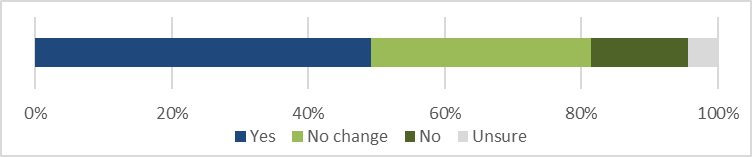 0% 20% 40% 60% 80% 100%
Yes No change No Unsure